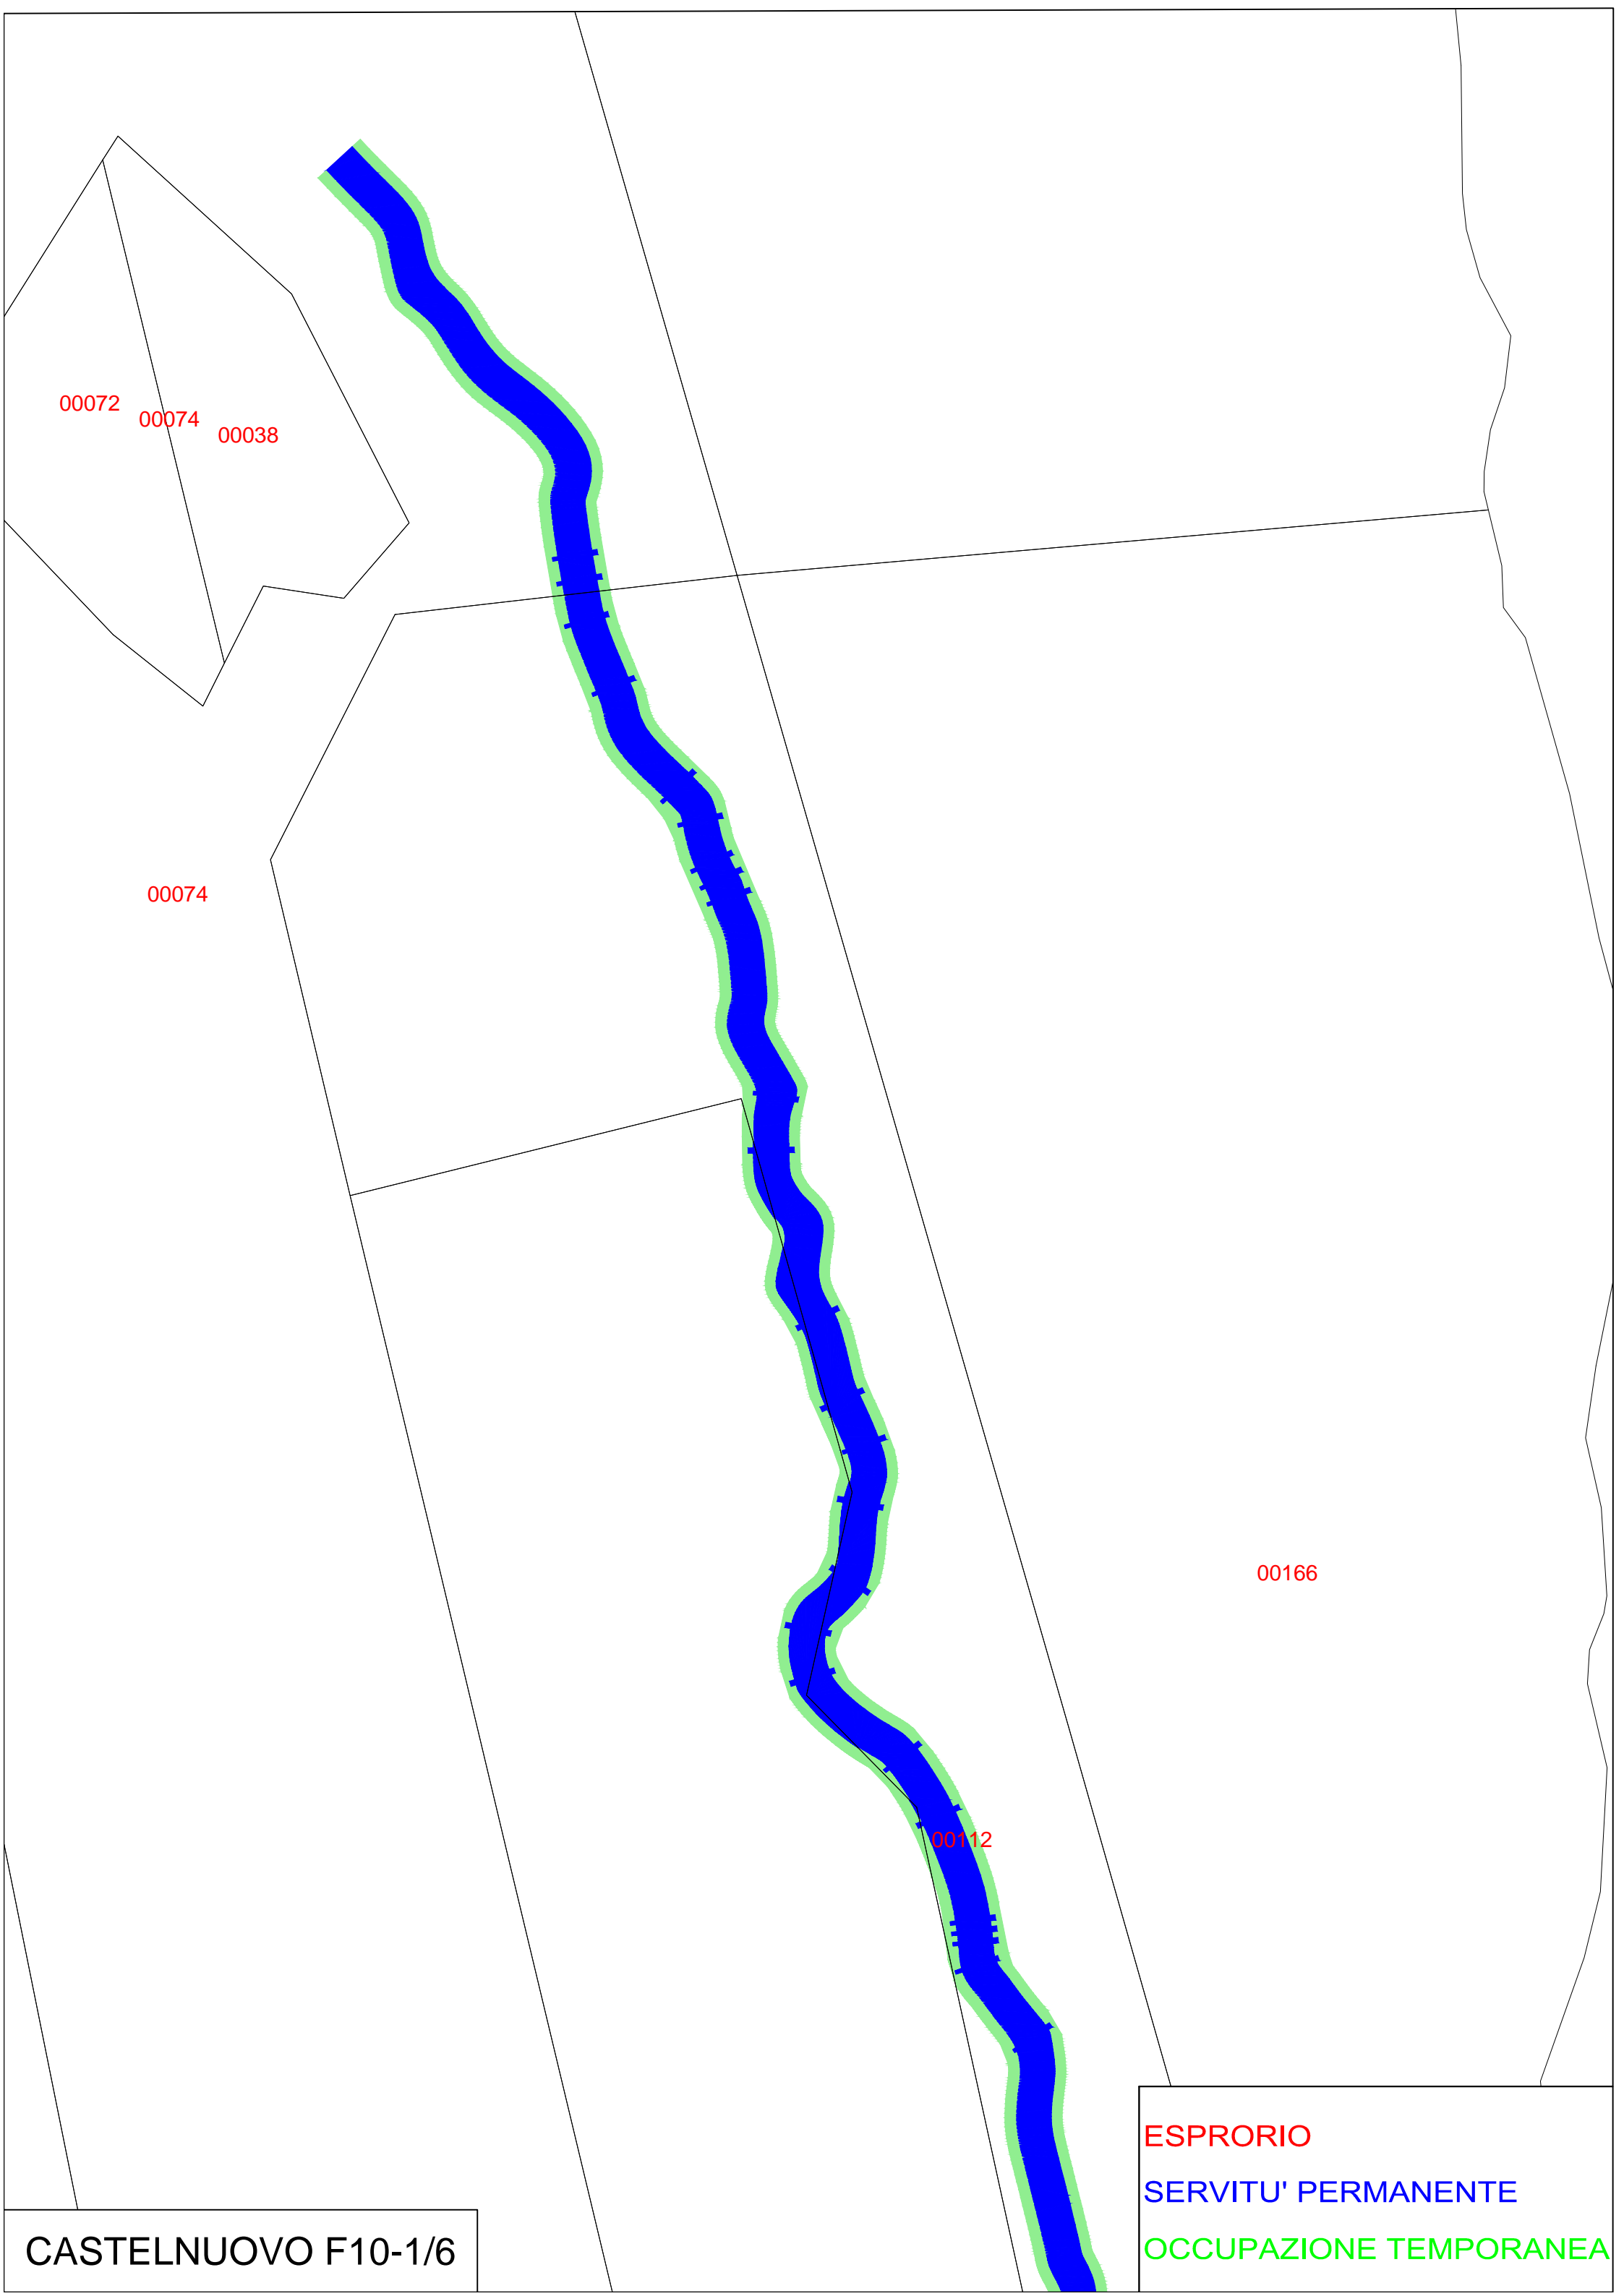 00072
00074
00038
00074
00166
00112
ESPRORIO
SERVITU' PERMANENTE
OCCUPAZIONE TEMPORANEA
CASTELNUOVO F10-1/6